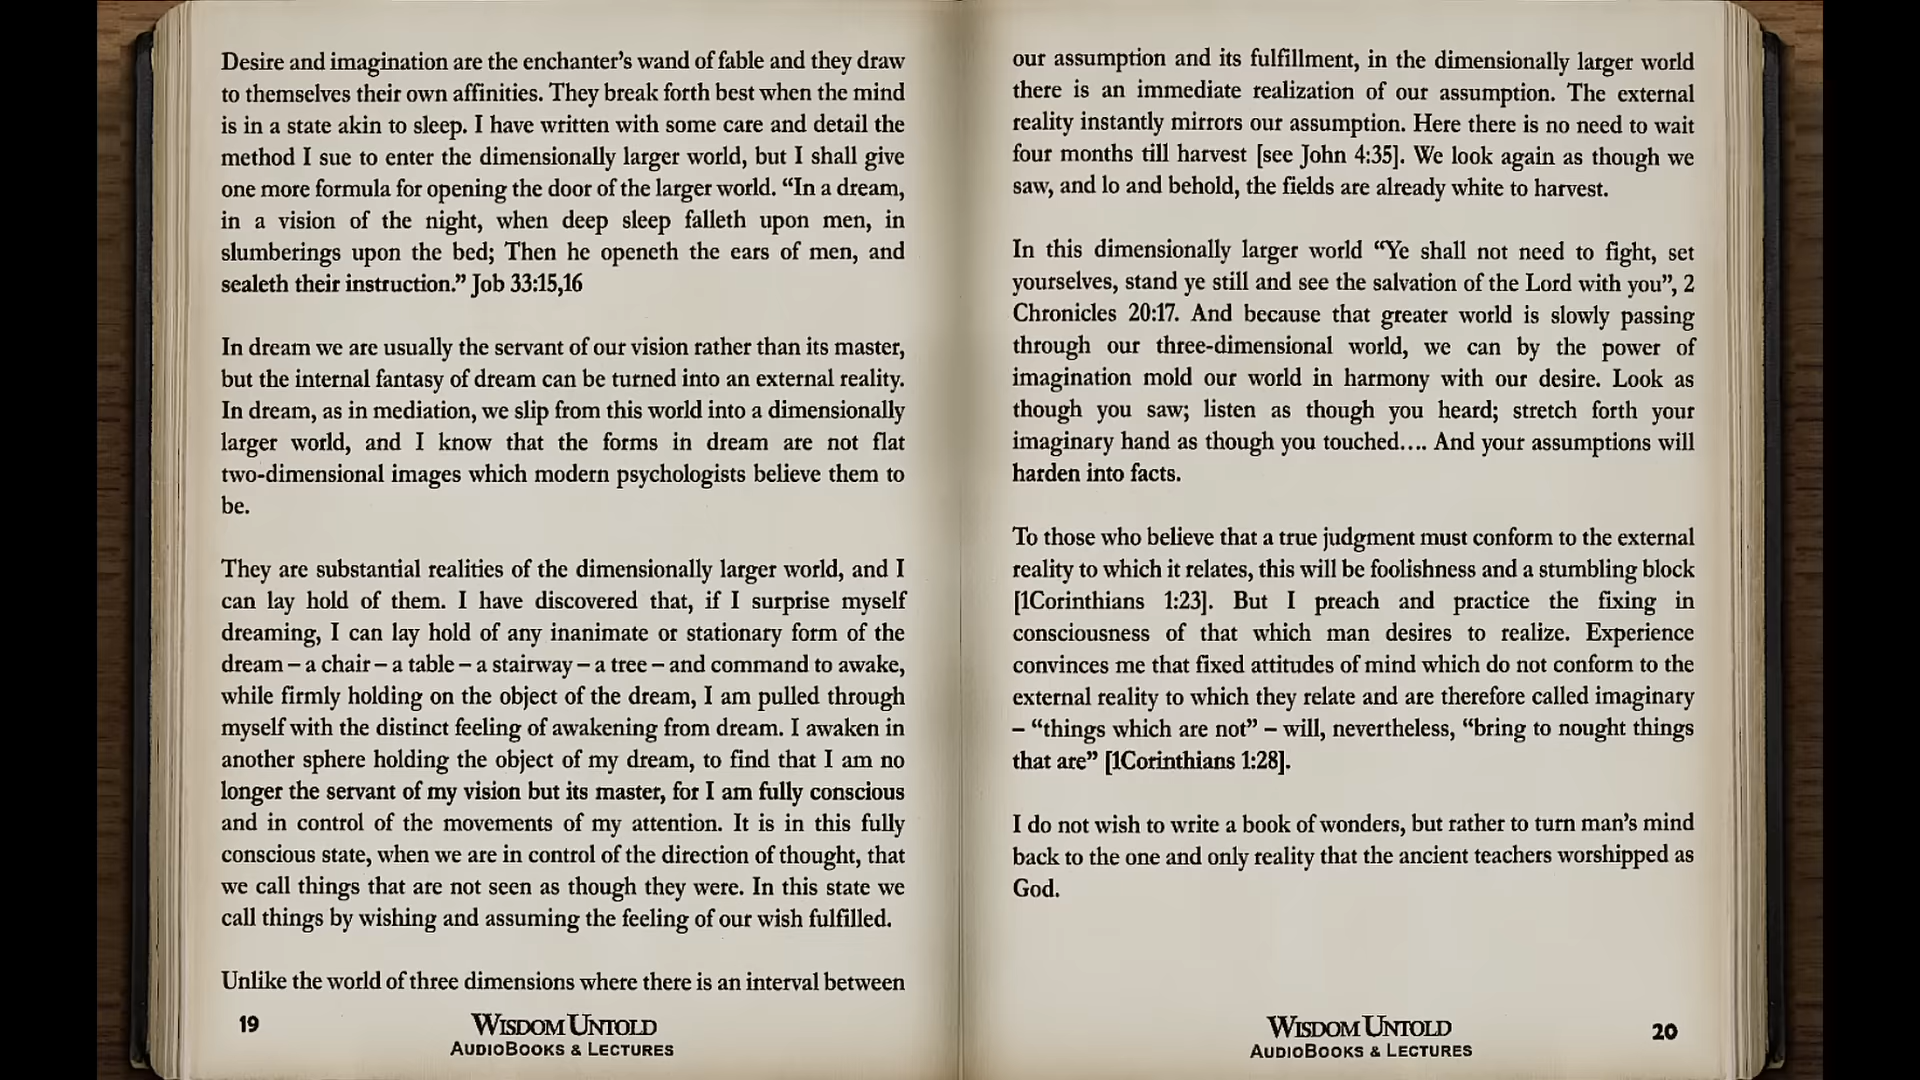 Desire and imagination are the enchanter’s wand of fable and they draw
to themselves their own affinities. They break forth best when the mind
is in a state akin to sleep. I have written with some care and detail the
method I sue to enter the dimensionally larger world, but I shall give
one more formula for opening the door of the larger world. “In a dream,
in a vision of the night, when deep sleep falleth upon men, in
slumberings upon the bed; Then he openeth the ears of men, and
sealeth their instruction.” Job 33:15,16
In dream we are usually the servant of our vision rather than its master,
but the internal fantasy of dream can be turned into an external reality.
In dream, as in mediation, we slip from this world into a dimensionally
larger world, and I know that the forms in dream are not flat
two-dimensional images which modern psychologists believe them to
be.
They are substantial realities of the dimensionally larger world, and I
can lay hold of them. I have discovered that, if I surprise myself
dreaming, I can lay hold of any inanimate or stationary form of the
dream – a chair – a table – a stairway – a tree – and command to awake,
while firmly holding on the object of the dream, I am pulled through
myself with the distinct feeling of awakening from dream. I awaken in
another sphere holding the object of my dream, to find that I am no
longer the servant of my vision but its master, for I am fully conscious
and in control of the movements of my attention. It is in this fully
conscious state, when we are in control of the direction of thought, that
we call things that are not seen as though they were. In this state we
call things by wishing and assuming the feeling of our wish fulfilled.
Unlike the world of three dimensions where there is an interval between
19
WISDOM UNTOLD
AUDIOBOOKS & LECTURES
our assumption and its fulfillment, in the dimensionally larger world
there is an immediate realization of our assumption. The external
reality instantly mirrors our assumption. Here there is no need to wait
four months till harvest [see John 4:35]. We look again as though we
saw, and lo and behold, the fields are already white to harvest.
In this dimensionally larger world “Ye shall not need to fight, set
yourselves, stand ye still and see the salvation of the Lord with you”, 2
Chronicles 20:17. And because that greater world is slowly passing
through our three-dimensional world, we can by the power of
imagination mold our world in harmony with our desire. Look as
though you saw; listen as though you heard; stretch forth your
imaginary hand as though you touched…. And your assumptions will
harden into facts.
To those who believe that a true judgment must conform to the external
reality to which it relates, this will be foolishness and a stumbling block
[1Corinthians 1:23]. But I preach and practice the fixing in
consciousness of that which man desires to realize. Experience
convinces me that fixed attitudes of mind which do not conform to the
external reality to which they relate and are therefore called imaginary
– “things which are not” – will, nevertheless, “bring to nought things
that are” [1Corinthians 1:28].
I do not wish to write a book of wonders, but rather to turn man’s mind
back to the one and only reality that the ancient teachers worshipped as
God.
WISDOM UNTOLD
AUDIOBOOKS & LECTURES
20